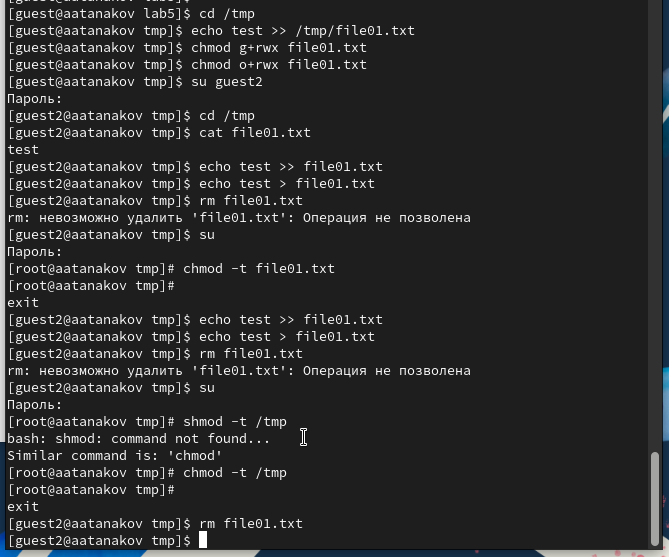 [guest@aatanakov lab5]$ cd /tmp
[guest@aatanakov tmp]$ echo test >> /tmp/file01.txt
[guest@aatanakov tmp]$ chmod g+rwx file01.txt
[guest@aatanakov tmp]$ chmod o+rwx file01.txt
[guest@aatanakov tmp]$ su guest2
Пароль:
[guest2@aatanakov tmp]$ cd /tmp
[guest2@aatanakov tmp]$ cat file01.txt
test
[guest2@aatanakov tmp]$ echo test >> file01.txt
[guest2@aatanakov tmp]$ echo test > file01.txt
[guest2@aatanakov tmp]$ rm file01.txt
rm: невозможно удалить 'file01.txt': Операция не позволена
[guest2@aatanakov tmp]$ su
Пароль:
[root@aatanakov tmp]# chmod -t file01.txt
[root@aatanakov tmp]#
exit
[guest2@aatanakov tmp]$ echo test >> file01.txt
[guest2@aatanakov tmp]$ echo test > file01.txt
[guest2@aatanakov tmp]$ rm file01.txt
rm: невозможно удалить 'file01.txt': Операция не позволена
[guest2@aatanakov tmp]$ su
Пароль:
[root@aatanakov tmp]# shmod -t /tmp
bash: shmod: command not found...
Similar command is: 'chmod'
[root@aatanakov tmp]# chmod -t /tmp
[root@aatanakov tmp]#
exit
[guest2@aatanakov tmp]$ rm file01.txt
[guest2@aatanakov tmp]$